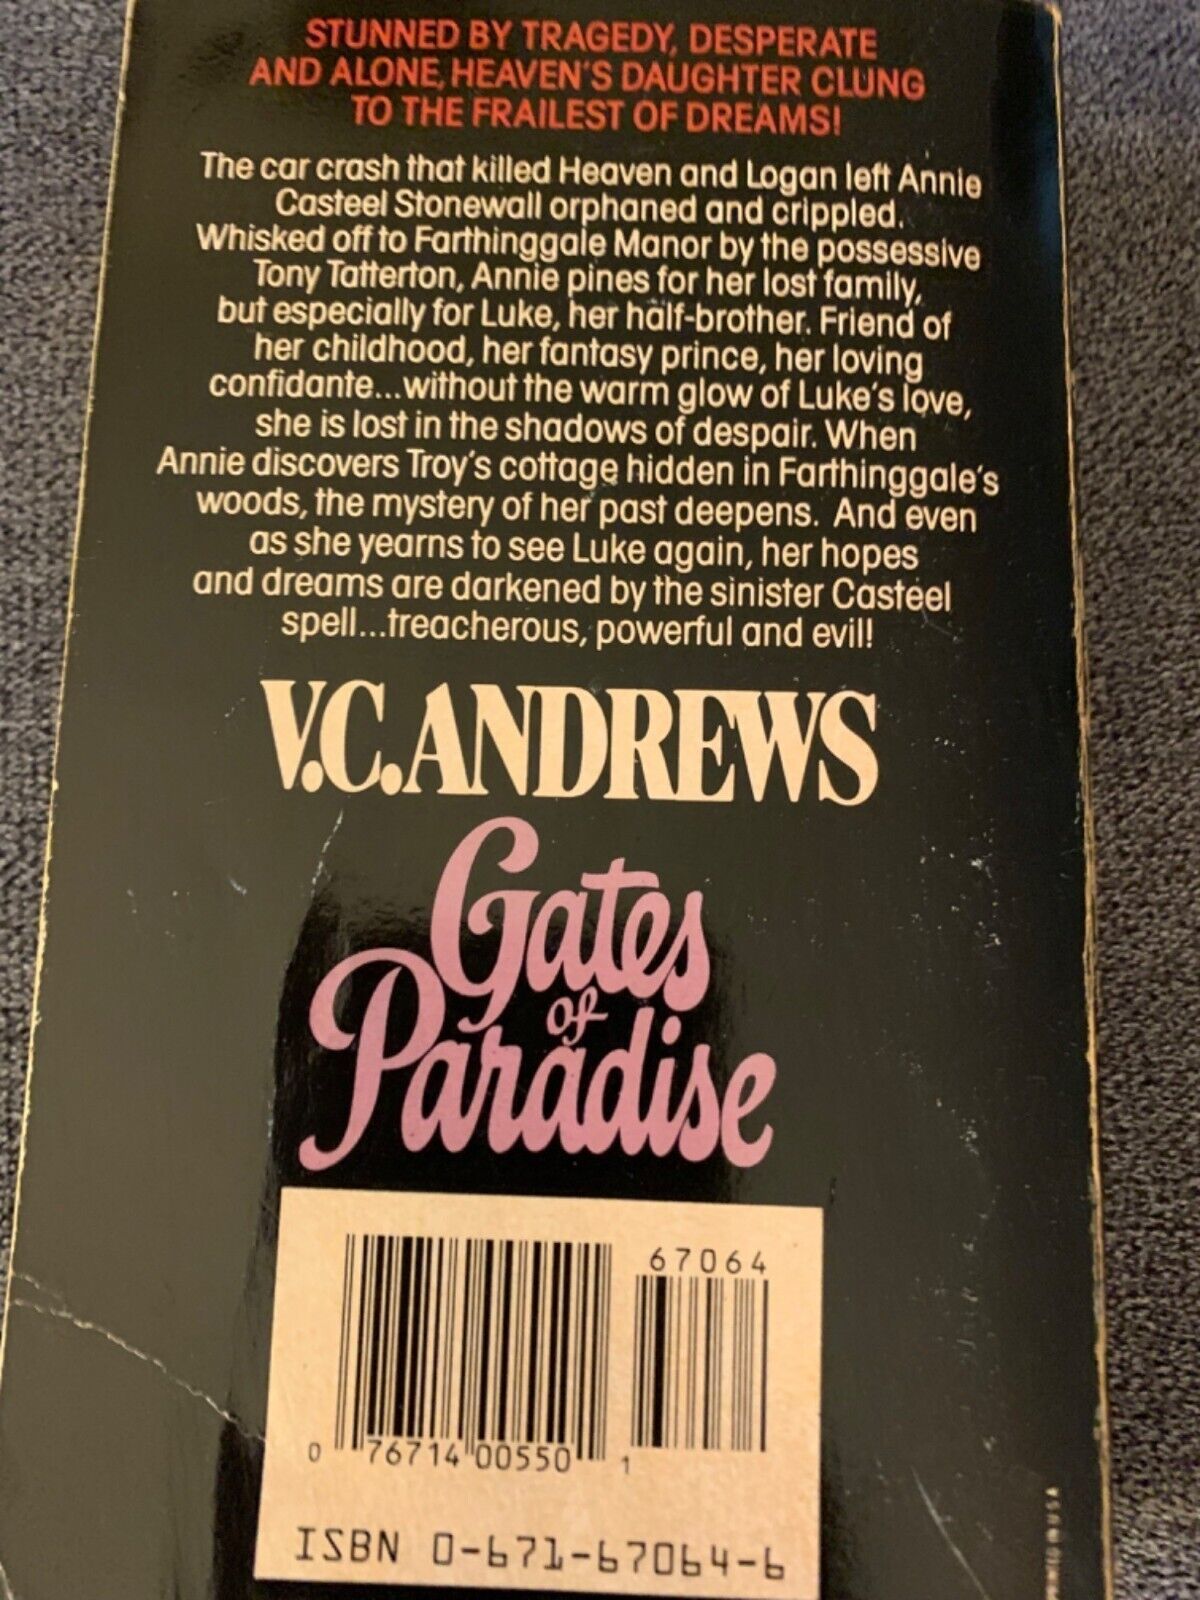 STUNNED BY TRAGEDY, DESPERATE
AND ALONE, HEAVEN'S DAUGHTER CLUNG
TO THE FRAILEST OF DREAMS!
The car crash that killed Heaven and Logan left Annie
Casteel Stonewall orphaned and crippled.
Whisked off to Farthinggale Manor by the possessive
Tony Tatterton, Annie pines for her lost family,
but especially for Luke, her half-brother. Friend of
her childhood, her fantasy prince, her loving
confidante...without the warm glow of Luke's love,
she is lost in the shadows of despair. When
Annie discovers Troy's cottage hidden in Farthinggale's
woods, the mystery of her past deepens. And even
as she yearns to see Luke again, her hopes
and dreams are darkened by the sinister Casteel
spell...treacherous, powerful and evil!
V.C. ANDREWS
Gates
of
Paradise
67064
0 76714 00550 1
ISBN 0-671-67064-6
PRINTED IN U.S.A.